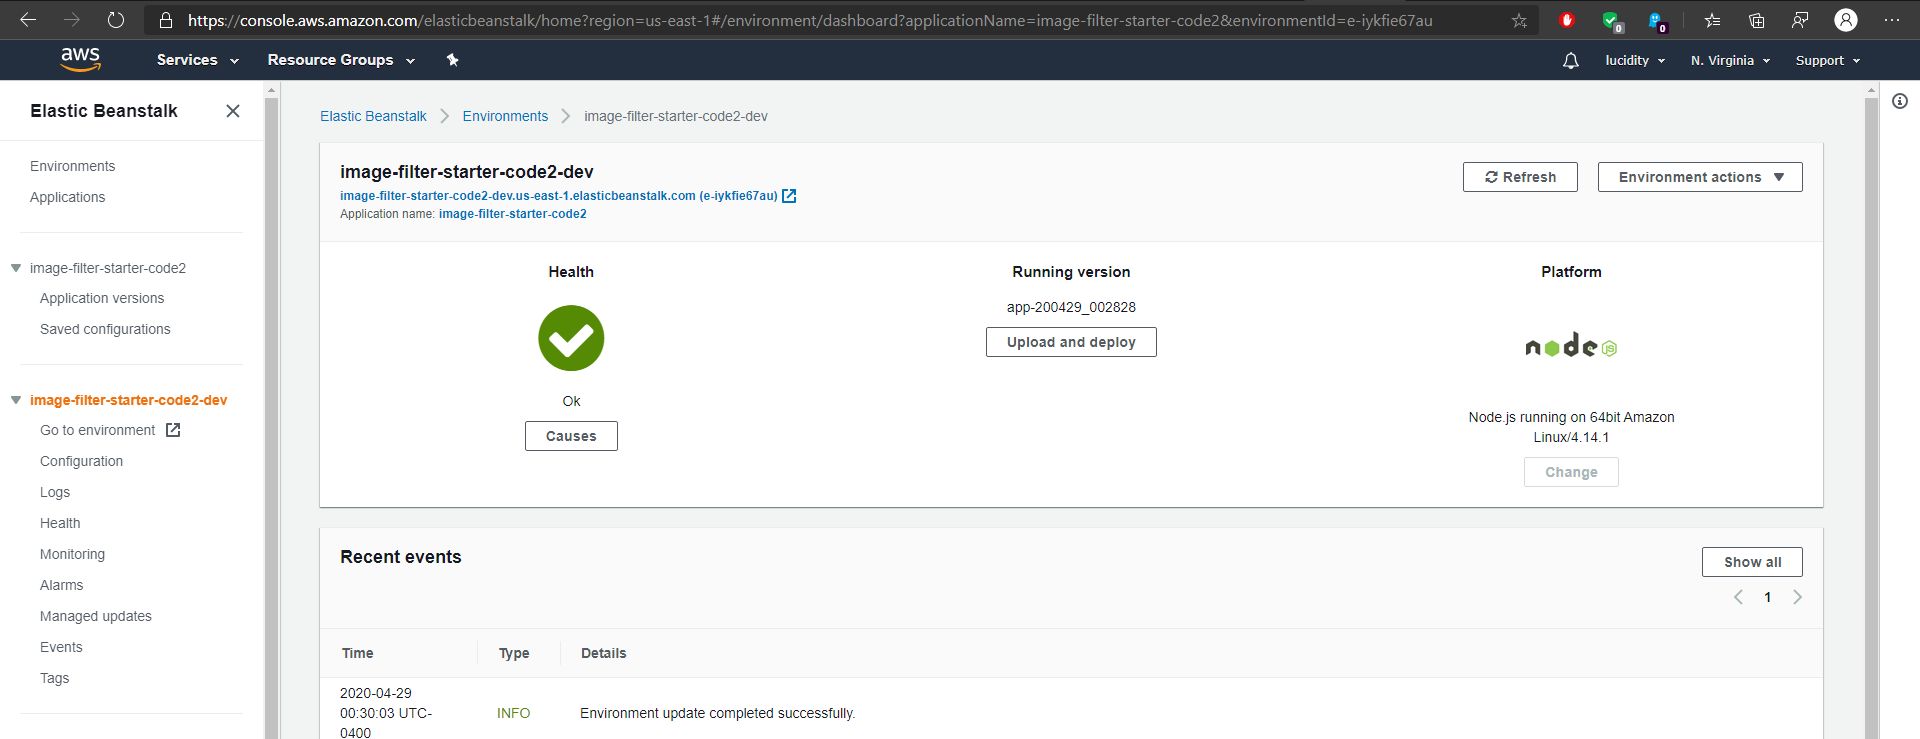 https://console.aws.amazon.com/elasticbeanstalk/home?region=us-east-1#/environment/dashboard?applicationName=image-filter-starter-code2&environmentId=e-iykfie67au
0
0
aws
Services
Resource Groups
lucidity
N. Virginia
Support
Elastic Beanstalk
Environments
Applications
image-filter-starter-code2
Application versions
Saved configurations
image-filter-starter-code2-dev
Go to environment
Configuration
Logs
Health
Monitoring
Alarms
Managed updates
Events
Tags
Elastic Beanstalk
Environments
image-filter-starter-code2-dev
image-filter-starter-code2-dev
image-filter-starter-code2-dev.us-east-1.elasticbeanstalk.com (e-iykfie67au)
Application name: image-filter-starter-code2
Refresh
Environment actions
Health
Ok
Causes
Running version
app-200429_002828
Upload and deploy
Platform
node
JS
Node.js running on 64bit Amazon
Linux/4.14.1
Change
Recent events
Show all
1
Time
Type
Details
2020-04-29
00:30:03 UTC-
0400
INFO
Environment update completed successfully.